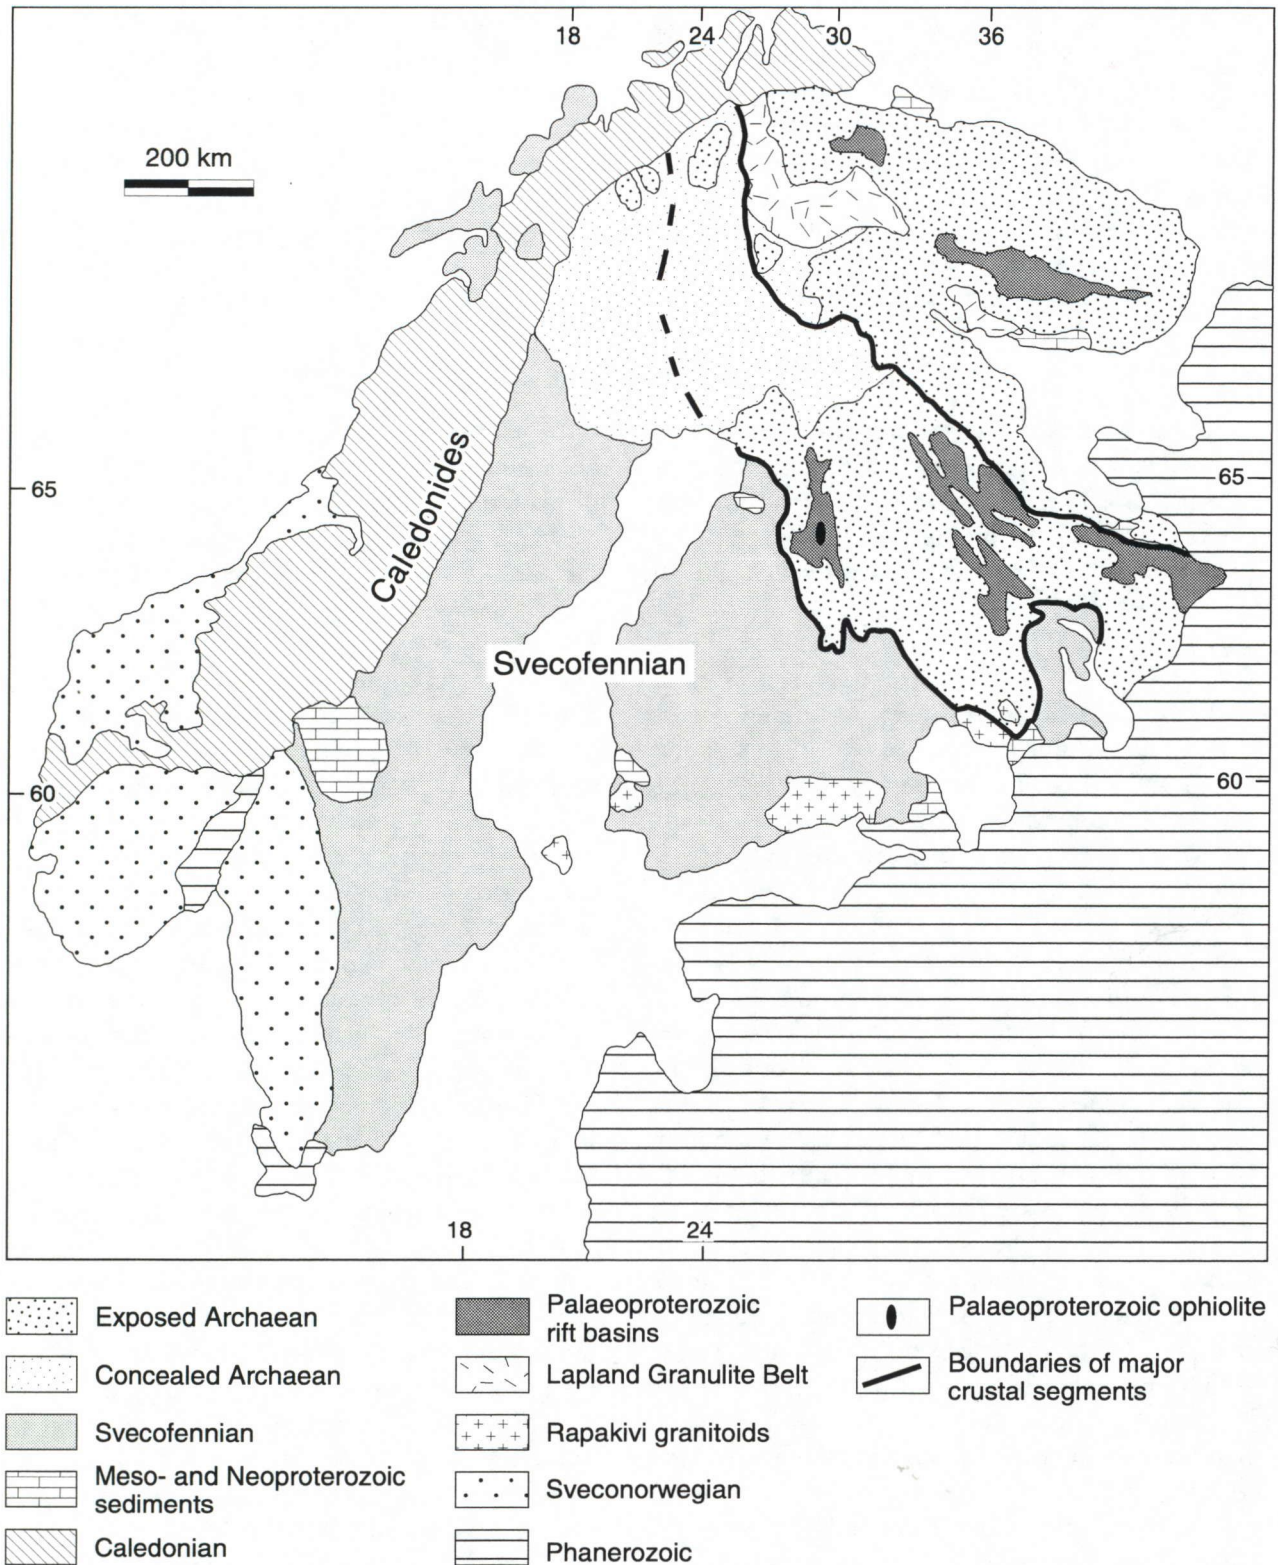 18 24 30 36
200 km
65
65
Caledonides
Svecofennian
60
60
18 24
Exposed Archaean
Concealed Archaean
Svecofennian
Meso- and Neoproterozoic
sediments
Caledonian
Palaeoproterozoic
rift basins
Lapland Granulite Belt
Rapakivi granitoids
Sveconorwegian
Phanerozoic
Palaeoproterozoic ophiolite
Boundaries of major
crustal segments